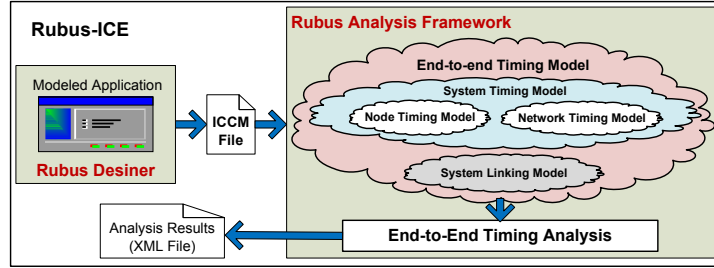 Rubus-ICE
Modeled Application
Rubus Desiner
ICCM
File
Rubus Analysis Framework
End-to-end Timing Model
System Timing Model
Node Timing Model
Network Timing Model
System Linking Model
End-to-End Timing Analysis
Analysis Results
(XML File)